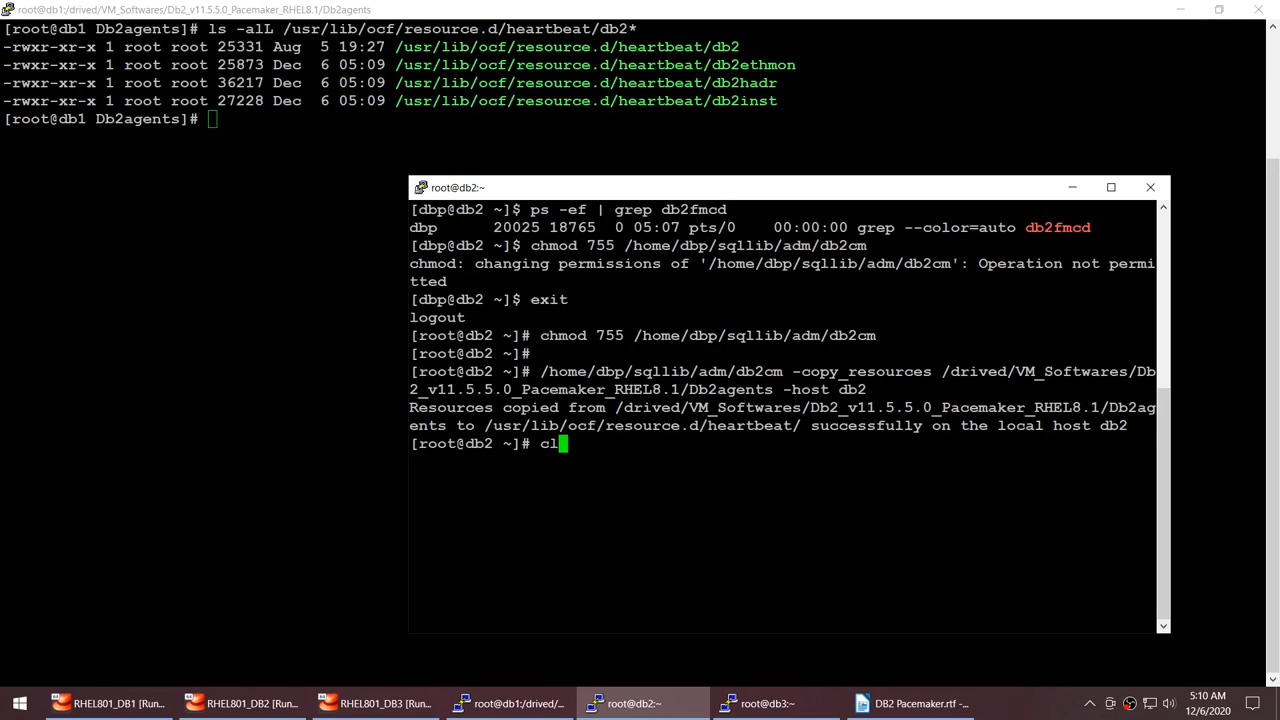 root@db1:/drived/VM_Softwares/Db2_v11.5.5.0_Pacemaker_RHEL8.1/Db2agents
[root@db1 Db2agents]# ls -alL /usr/lib/ocf/resource.d/heartbeat/db2*
-rwxr-xr-x 1 root root 25331 Aug  5 19:27 /usr/lib/ocf/resource.d/heartbeat/db2
-rwxr-xr-x 1 root root 25873 Dec  6 05:09 /usr/lib/ocf/resource.d/heartbeat/db2ethmon
-rwxr-xr-x 1 root root 36217 Dec  6 05:09 /usr/lib/ocf/resource.d/heartbeat/db2hadr
-rwxr-xr-x 1 root root 27228 Dec  6 05:09 /usr/lib/ocf/resource.d/heartbeat/db2inst
[root@db1 Db2agents]#
root@db2:~
[dbp@db2 ~]$ ps -ef | grep db2fmcd
dbp      20025 18765  0 05:07 pts/0    00:00:00 grep --color=auto db2fmcd
[dbp@db2 ~]$ chmod 755 /home/dbp/sqllib/adm/db2cm
chmod: changing permissions of '/home/dbp/sqllib/adm/db2cm': Operation not permi
tted
[dbp@db2 ~]$ exit
logout
[root@db2 ~]# chmod 755 /home/dbp/sqllib/adm/db2cm
[root@db2 ~]#
[root@db2 ~]# /home/dbp/sqllib/adm/db2cm -copy_resources /drived/VM_Softwares/Db
2_v11.5.5.0_Pacemaker_RHEL8.1/Db2agents -host db2
Resources copied from /drived/VM_Softwares/Db2_v11.5.5.0_Pacemaker_RHEL8.1/Db2ag
ents to /usr/lib/ocf/resource.d/heartbeat/ successfully on the local host db2
[root@db2 ~]# cl
RHEL801_DB1 [Run...
RHEL801_DB2 [Run...
RHEL801_DB3 [Run...
root@db1:/drived/...
root@db2:~
root@db3:~
DB2 Pacemaker.rtf -...
5:10 AM
12/6/2020